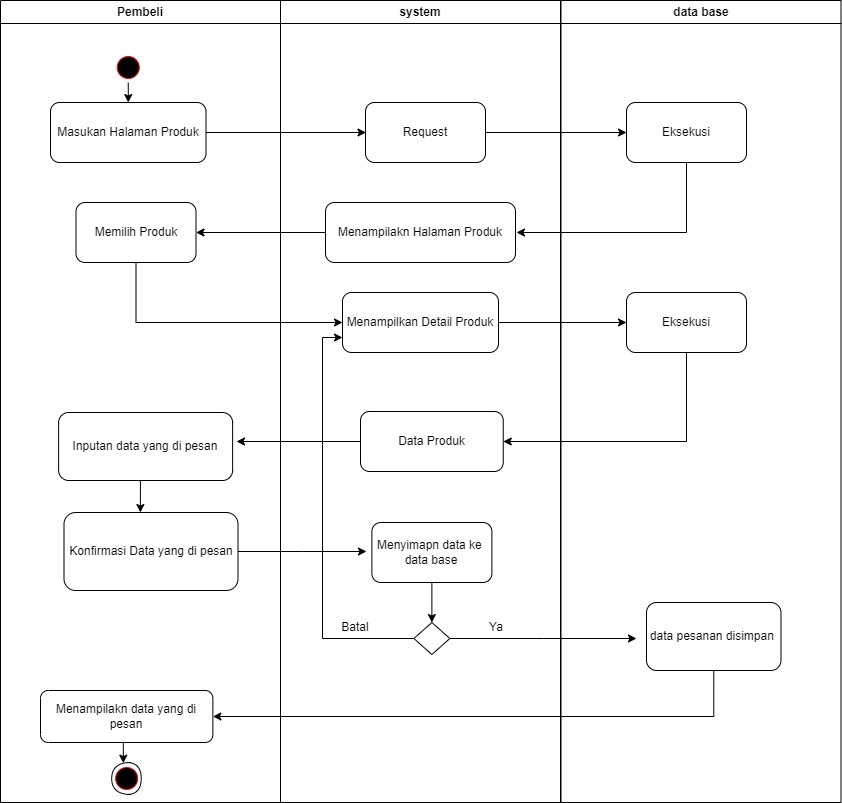 Pembeli
system
data base
Masukan Halaman Produk
Request
Eksekusi
Memilih Produk
Menampilakn Halaman Produk
Menampilkan Detail Produk
Eksekusi
Inputan data yang di pesan
Data Produk
Konfirmasi Data yang di pesan
Menyimapn data ke
data base
Batal
Ya
data pesanan disimpan
Menampilakn data yang di
pesan